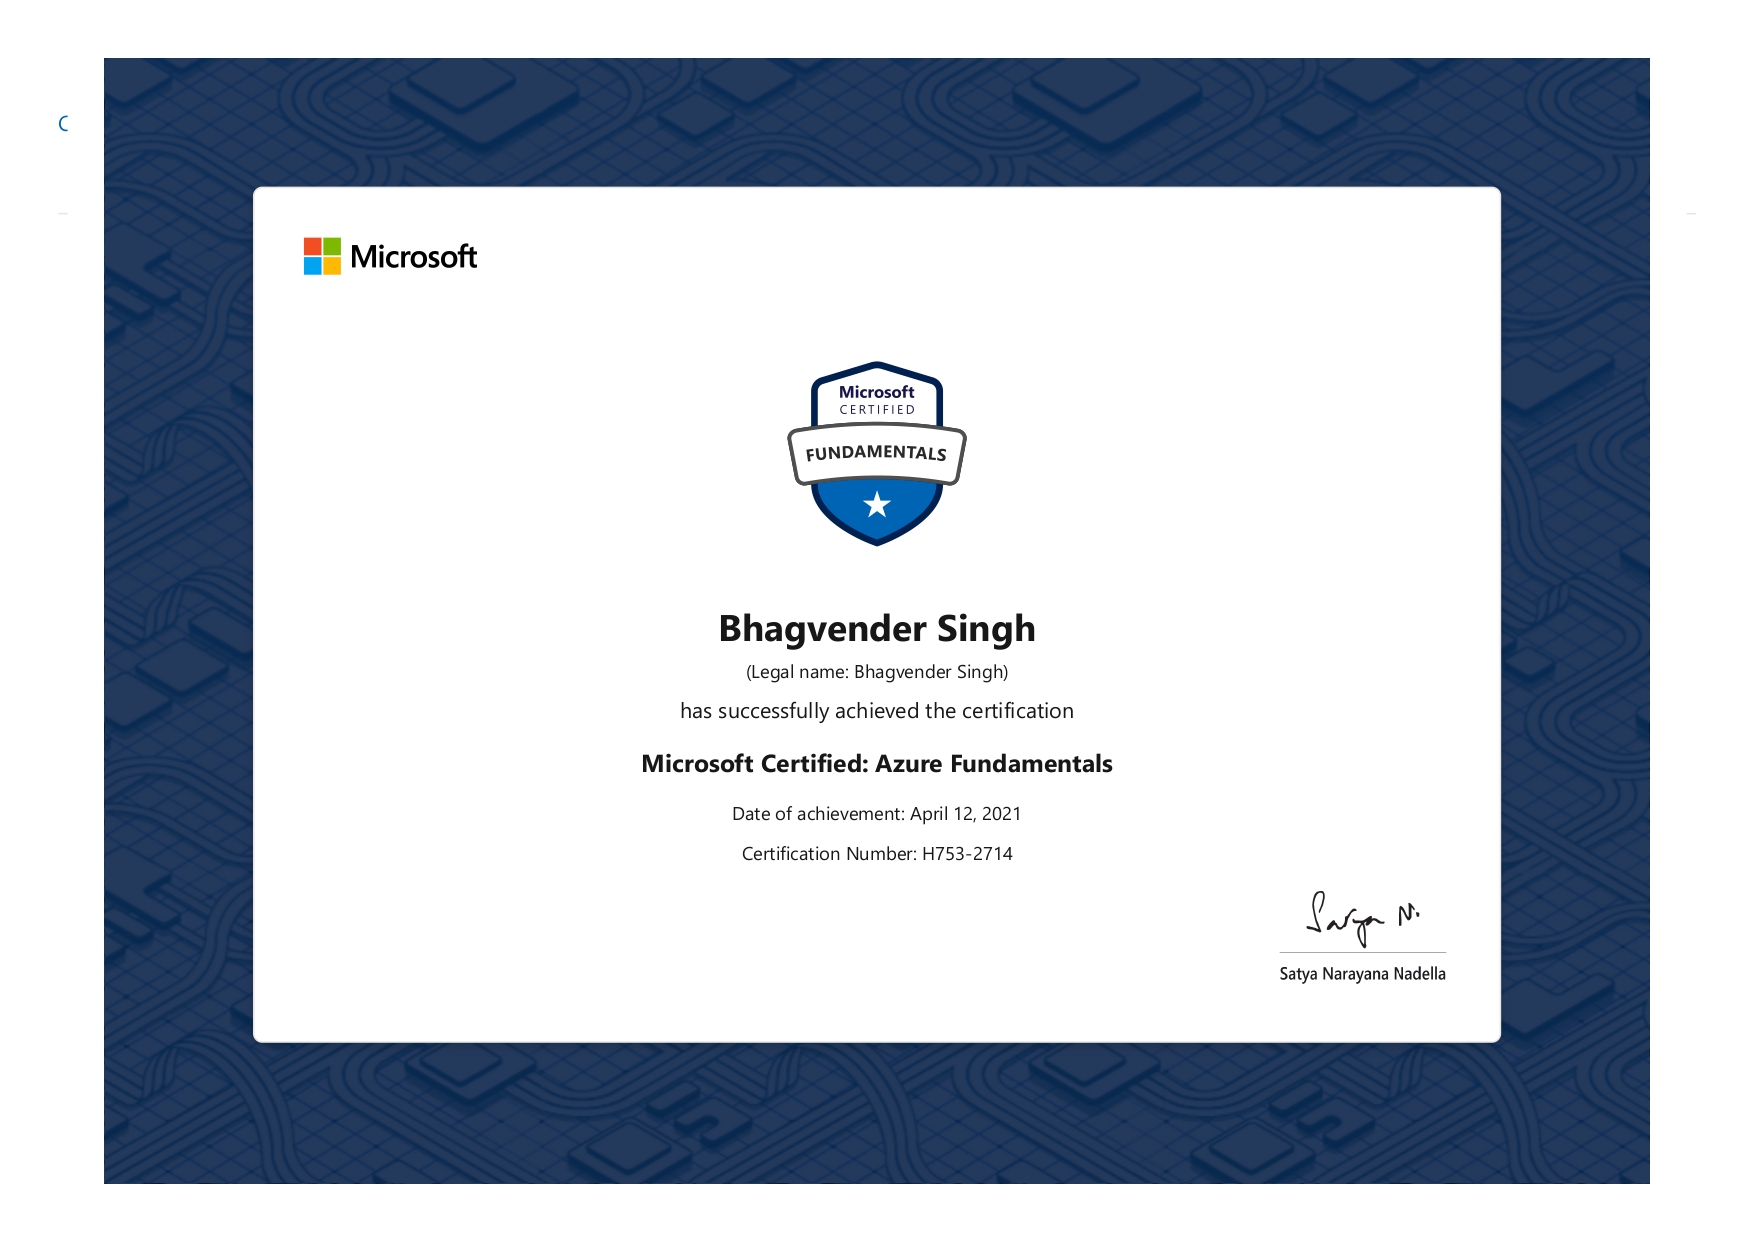 Microsoft
Microsoft
CERTIFIED
FUNDAMENTALS
Bhagvender Singh
(Legal name: Bhagvender Singh)
has successfully achieved the certification
Microsoft Certified: Azure Fundamentals
Date of achievement: April 12, 2021
Certification Number: H753-2714
Satya N.
Satya Narayana Nadella